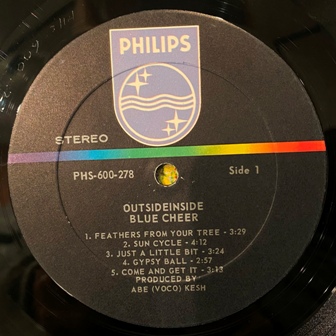 PHILIPS
STEREO
PHS-600-278
Side 1
OUTSIDEINSIDE
BLUE CHEER
1. FEATHERS FROM YOUR TREE - 3:29
2. SUN CYCLE - 4:12
3. JUST A LITTLE BIT - 3:24
4. GYPSY BALL - 2:57
5. COME AND GET IT - 3:13
PRODUCED BY
ABE (VOCO) KESH